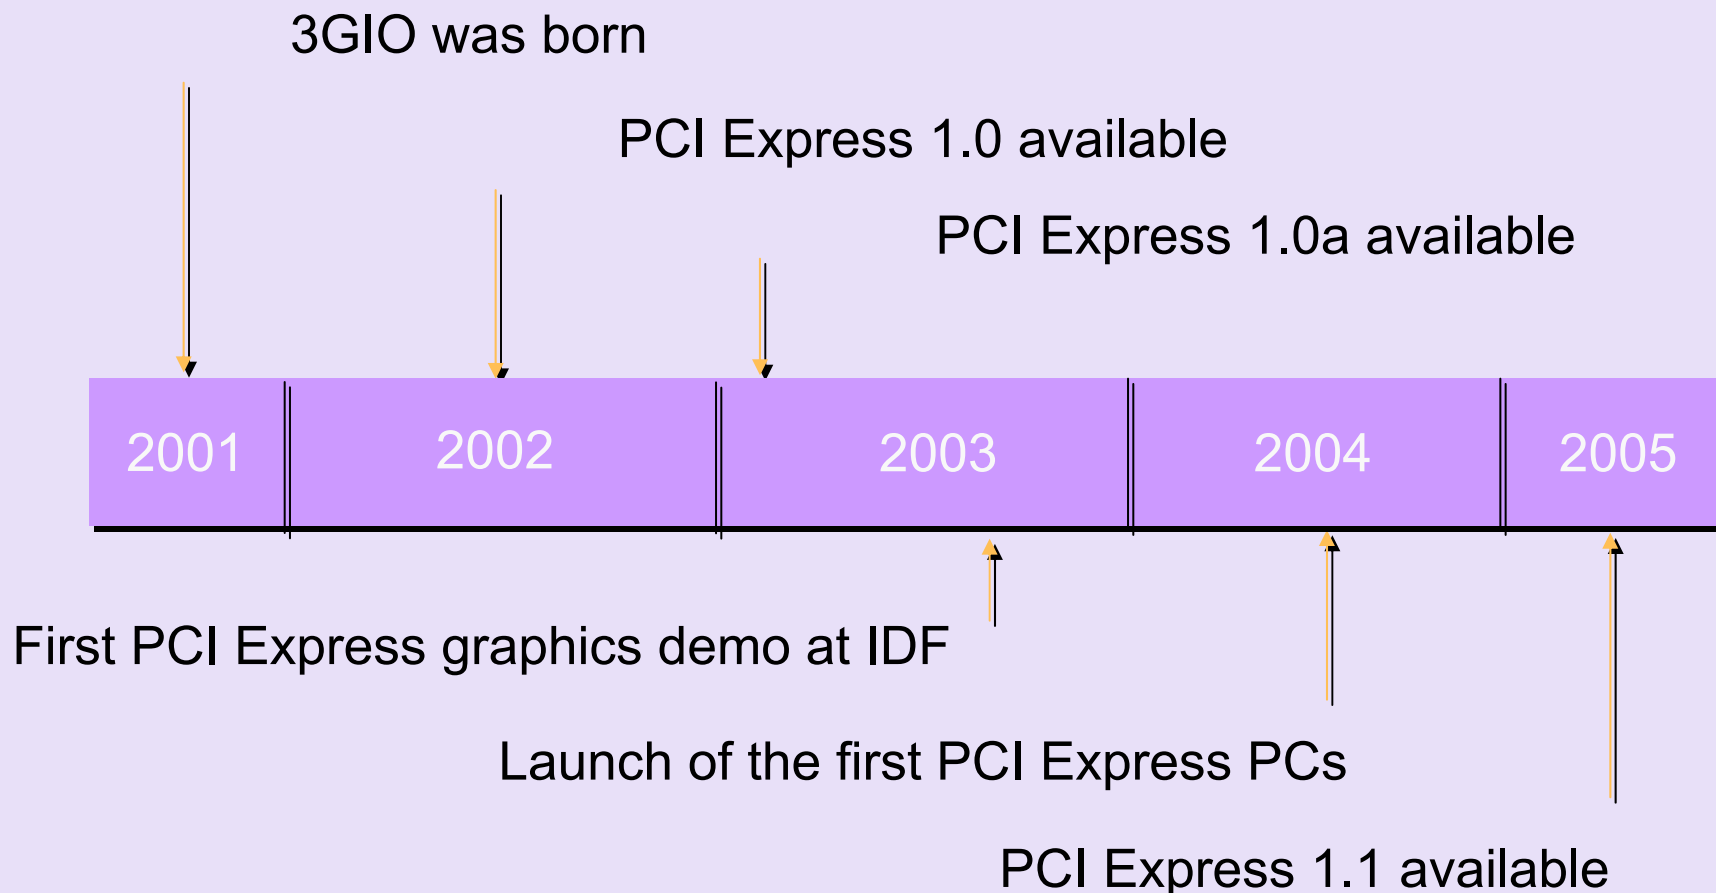 3GIO was born
PCI Express 1.0 available
PCI Express 1.0a available
2001
2002
2003
2004
2005
First PCI Express graphics demo at IDF
Launch of the first PCI Express PCs
PCI Express 1.1 available